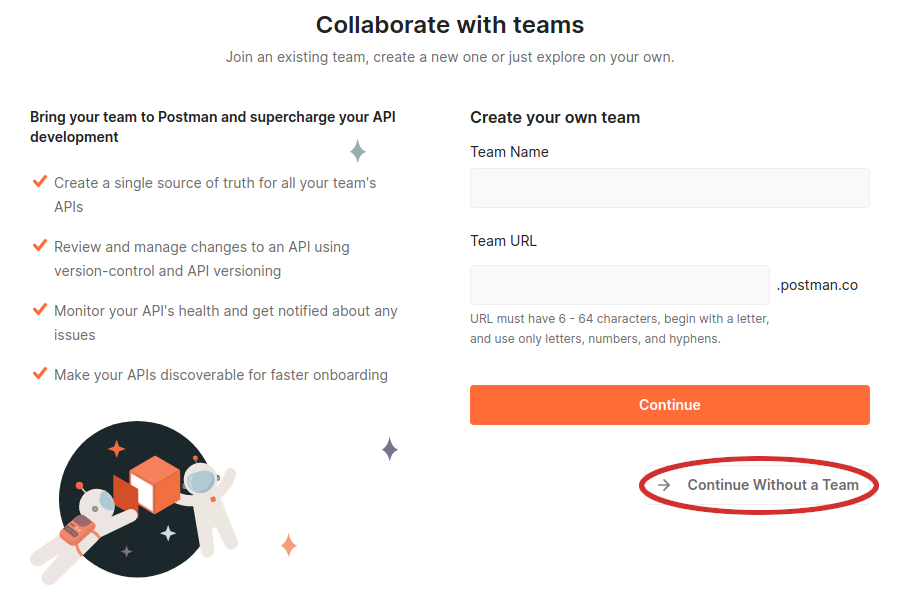 Collaborate with teams
Join an existing team, create a new one or just explore on your own.
Bring your team to Postman and supercharge your API
development
Create a single source of truth for all your team's
APIs
Review and manage changes to an API using
version-control and API versioning
Monitor your API's health and get notified about any
issues
Make your APIs discoverable for faster onboarding
Create your own team
Team Name
Team URL
.postman.co
URL must have 6 - 64 characters, begin with a letter,
and use only letters, numbers, and hyphens.
Continue
Continue Without a Team